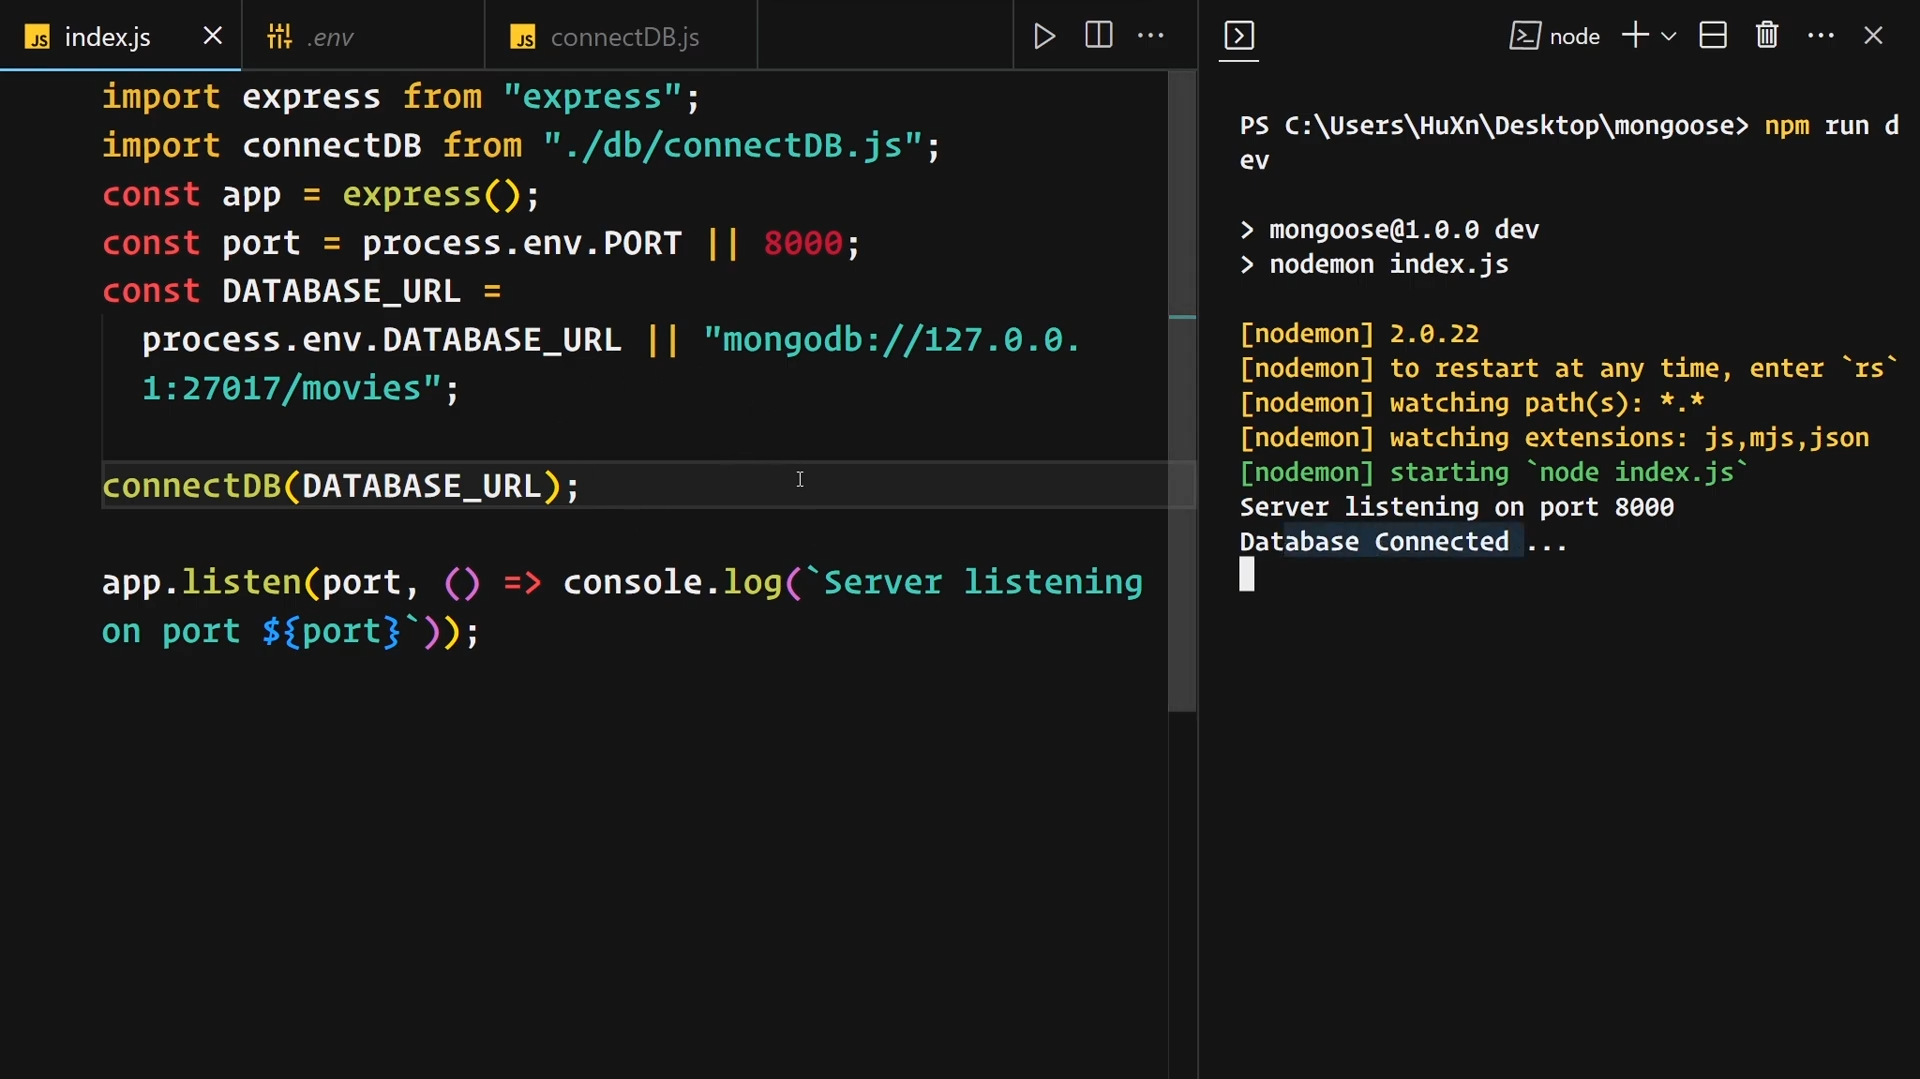 index.js
.env
connectDB.js
import express from "express";
import connectDB from "./db/connectDB.js";
const app = express();
const port = process.env.PORT || 8000;
const DATABASE_URL =
process.env.DATABASE_URL || "mongodb://127.0.0.
1:27017/movies";
connectDB(DATABASE_URL);
app.listen(port, () => console.log(`Server listening
on port ${port}`));
node
PS C:\Users\HuXn\Desktop\mongoose> npm run d
ev
> mongoose@1.0.0 dev
> nodemon index.js
[nodemon] 2.0.22
[nodemon] to restart at any time, enter `rs`
[nodemon] watching path(s): *.*
[nodemon] watching extensions: js,mjs,json
[nodemon] starting `node index.js`
Server listening on port 8000
Database Connected ...